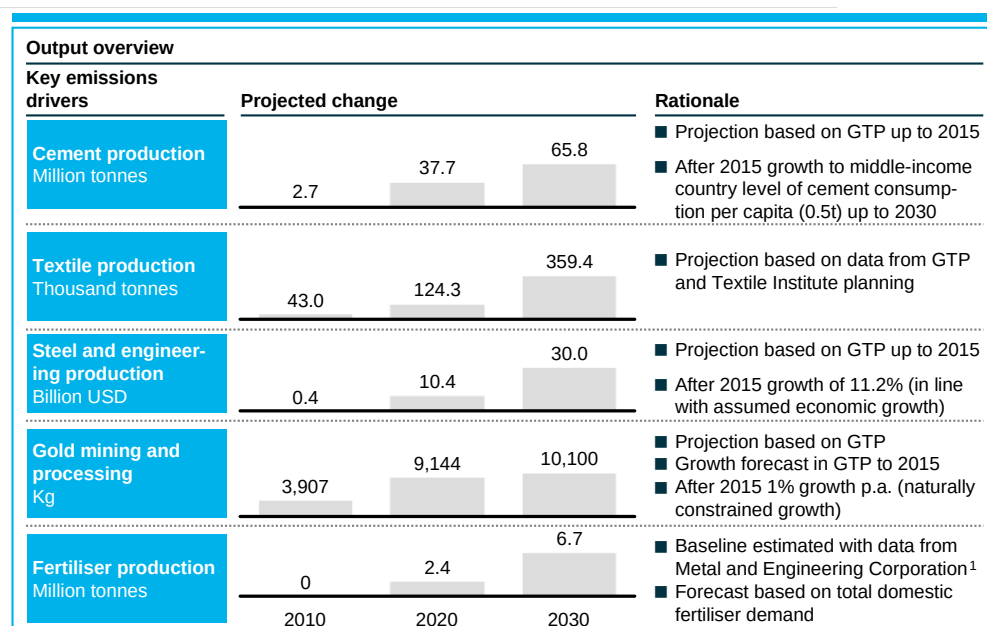 Output overview
Key emissions
drivers
Projected change
Rationale
Cement production
Million tonnes
2.7
37.7
65.8
■ Projection based on GTP up to 2015
■ After 2015 growth to middle-income
country level of cement consump-
tion per capita (0.5t) up to 2030
Textile production
Thousand tonnes
43.0
124.3
359.4
■ Projection based on data from GTP
and Textile Institute planning
Steel and engineer-
ing production
Billion USD
0.4
10.4
30.0
■ Projection based on GTP up to 2015
■ After 2015 growth of 11.2% (in line
with assumed economic growth)
Gold mining and
processing
Kg
3,907
9,144
10,100
■ Projection based on GTP
■ Growth forecast in GTP to 2015
■ After 2015 1% growth p.a. (naturally
constrained growth)
Fertiliser production
Million tonnes
0
2.4
6.7
■ Baseline estimated with data from
Metal and Engineering Corporation1
■ Forecast based on total domestic
fertiliser demand
2010
2020
2030